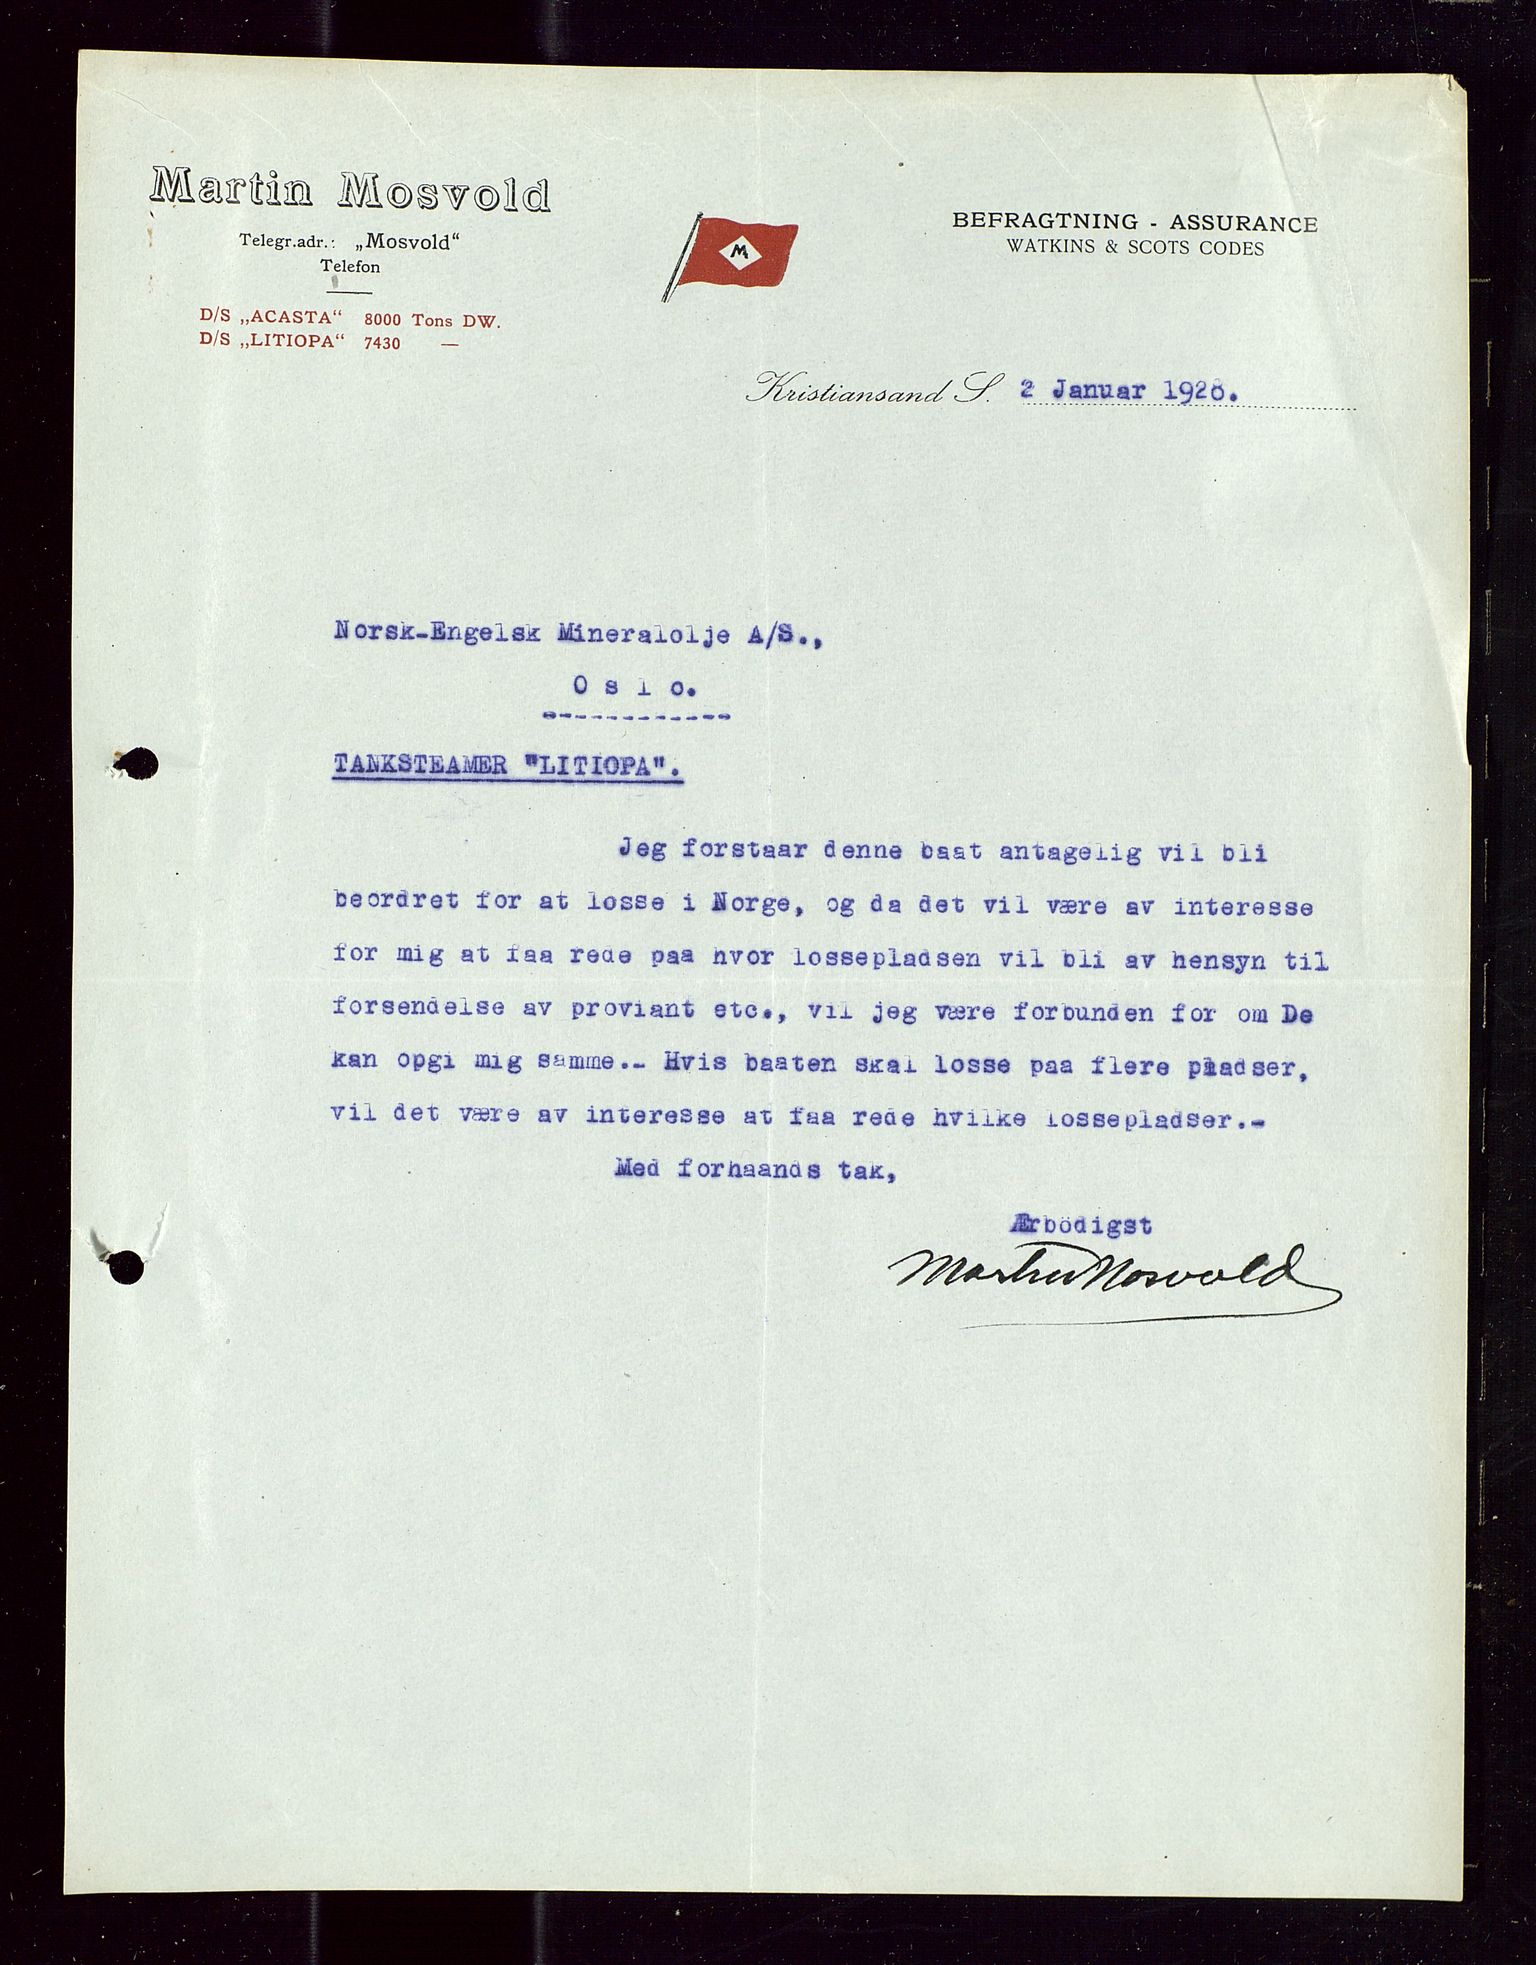 Martin Mosvold
Telegr.adr.: „Mosvold“
Telefon
D/S „ACASTA“ 8000 Tons DW.
D/S „LITIOPA“ 7430 —
M
BEFRAGTNING - ASSURANCE
WATKINS & SCOTS CODES
Kristiansand S. 2 Januar 1928.
Norsk-Engelsk Mineralolje A/S.,
O s l o.
------------
TANKSTEAMER "LITIOPA".
Jeg forstaar denne baat antagelig vil bli
beordret for at losse i Norge, og da det vil være av interesse
for mig at faa rede paa hvor lossepladsen vil bli av hensyn til
forsendelse av proviant etc., vil jeg være forbunden for om De
kan opgi mig samme.- Hvis baaten skal losse paa flere pladser,
vil det være av interesse at faa rede hvilke lossepladser.-
Med forhaands tak,
Ærbödigst
Martin Mosvold